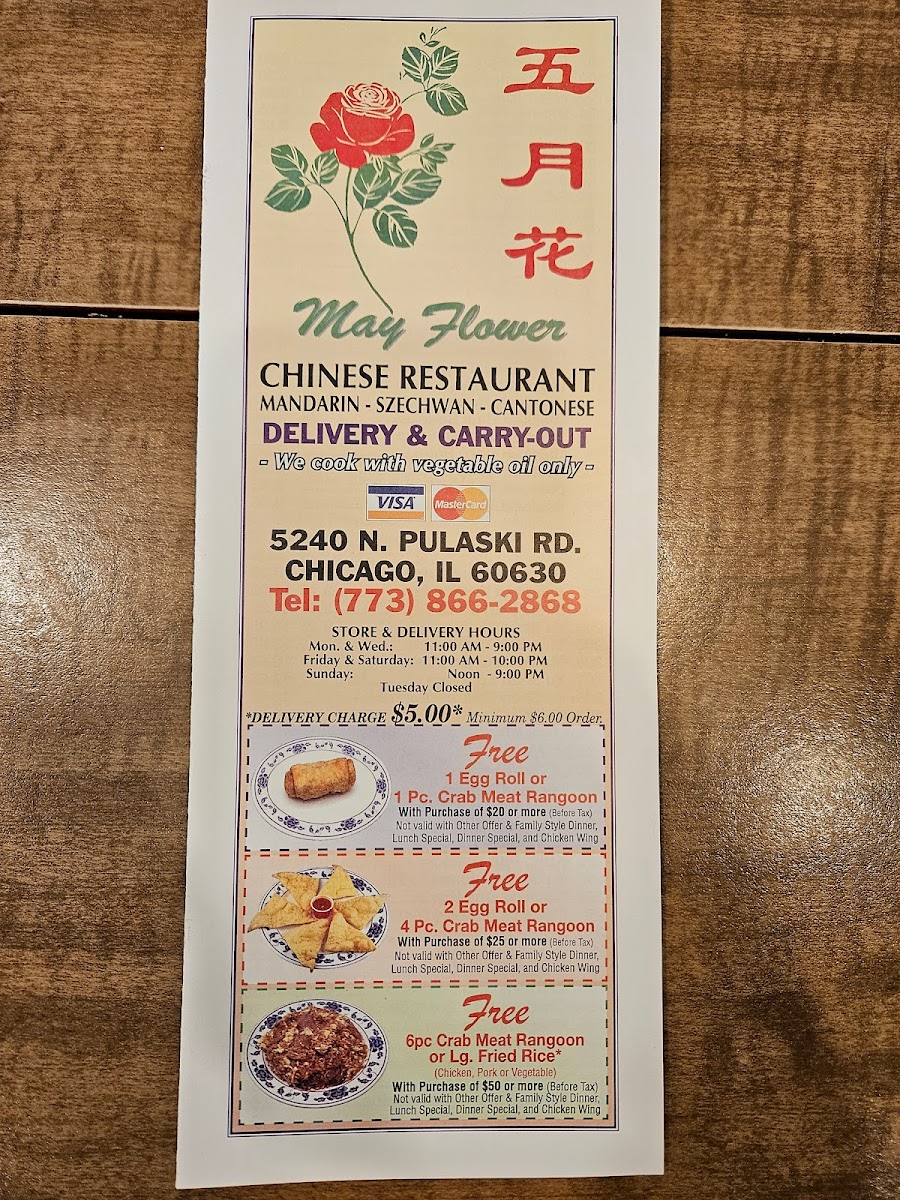 五
月
花
May Flower
CHINESE RESTAURANT
MANDARIN - SZECHWAN - CANTONESE
DELIVERY & CARRY-OUT
- We cook with vegetable oil only -
VISA MasterCard
5240 N. PULASKI RD.
CHICAGO, IL 60630
Tel: (773) 866-2868
STORE & DELIVERY HOURS
Mon. & Wed.: 11:00 AM - 9:00 PM
Friday & Saturday: 11:00 AM - 10:00 PM
Sunday: Noon - 9:00 PM
Tuesday Closed
*DELIVERY CHARGE $5.00* Minimum $6.00 Order.
Free
1 Egg Roll or
1 Pc. Crab Meat Rangoon
With Purchase of $20 or more (Before Tax)
Not valid with Other Offer & Family Style Dinner,
Lunch Special, Dinner Special, and Chicken Wing
Free
2 Egg Roll or
4 Pc. Crab Meat Rangoon
With Purchase of $25 or more (Before Tax)
Not valid with Other Offer & Family Style Dinner,
Lunch Special, Dinner Special, and Chicken Wing
Free
6pc Crab Meat Rangoon
or Lg. Fried Rice*
(Chicken, Pork or Vegetable)
With Purchase of $50 or more (Before Tax)
Not valid with Other Offer & Family Style Dinner,
Lunch Special, Dinner Special, and Chicken Wing